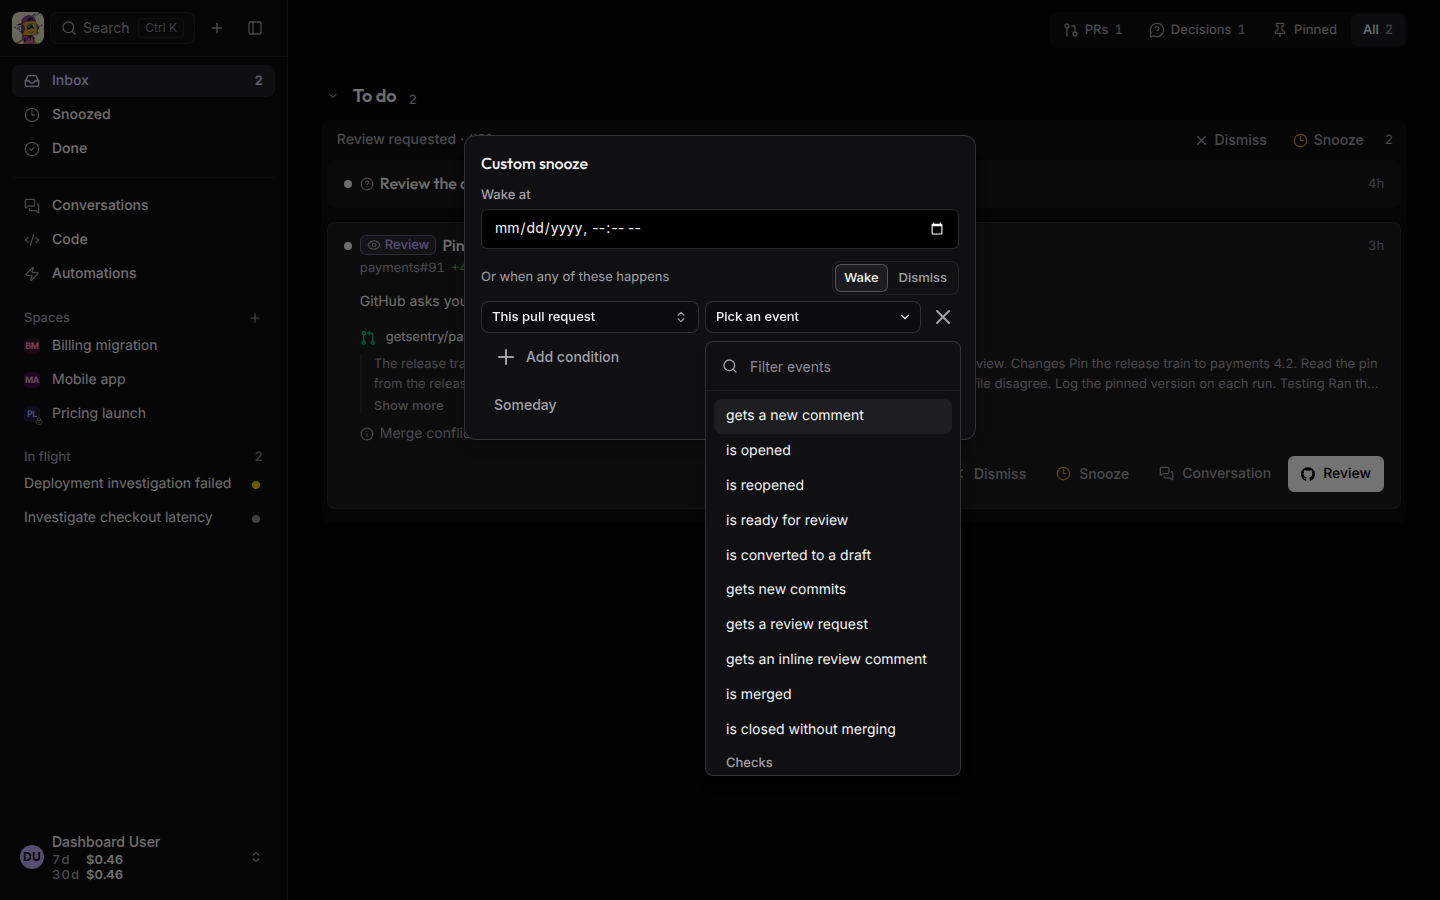 Search Ctrl K
PRs 1 Decisions 1 Pinned All 2
Inbox 2
Snoozed
Done
Conversations
Code
Automations
Spaces
BM Billing migration
MA Mobile app
PL Pricing launch
In flight 2
Deployment investigation failed
Investigate checkout latency
DU Dashboard User
7d $0.46
30d $0.46
To do 2
Review requested ·
Dismiss Snooze 2
Review the
4h
Review Pin
3h
payments#91
GitHub asks you
getsentry/pa
The release
view. Changes Pin the release train to payments 4.2. Read the pin
from the
disagree. Log the pinned version on each run. Testing Ran th...
Show more
Merge
Dismiss Snooze Conversation Review
Custom snooze
Wake at
mm/dd/yyyy, --:-- --
Or when any of these happens Wake Dismiss
This pull request Pick an event
Add condition
Someday
Filter events
gets a new comment
is opened
is reopened
is ready for review
is converted to a draft
gets new commits
gets a review request
gets an inline review comment
is merged
is closed without merging
Checks